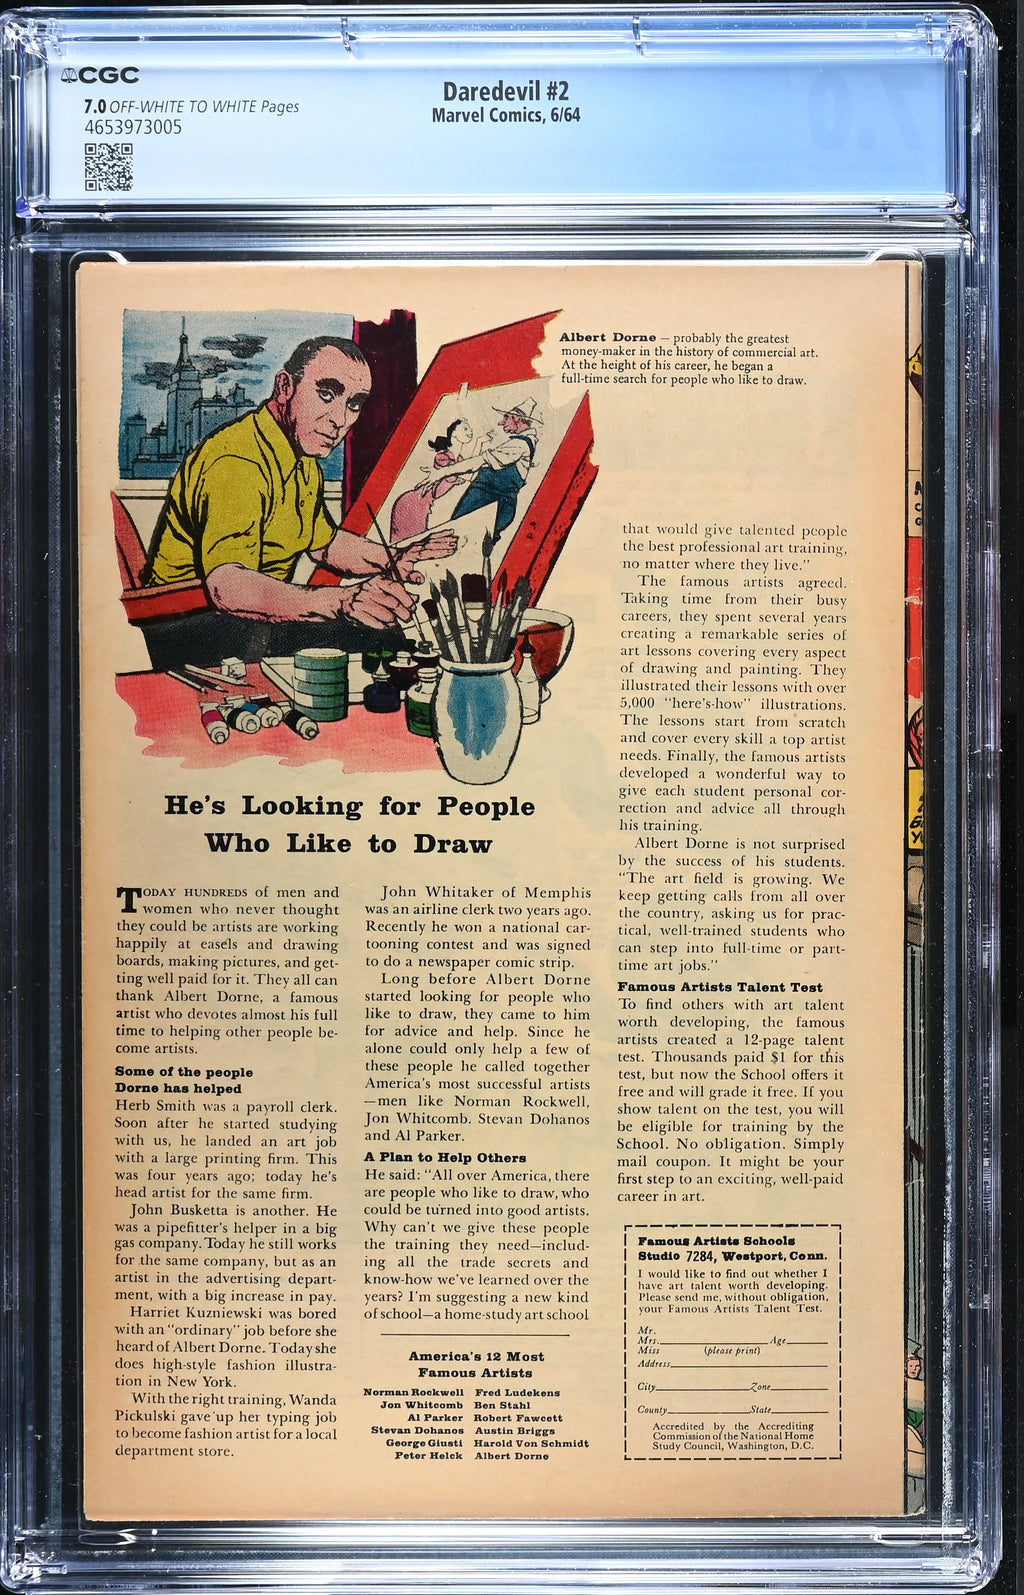 CGC
7.0 OFF-WHITE TO WHITE Pages
4653973005
Daredevil #2
Marvel Comics, 6/64
Albert Dorne — probably the greatest
money-maker in the history of commercial art.
At the height of his career, he began a
full-time search for people who like to draw.
He's Looking for People
Who Like to Draw
TODAY HUNDREDS of men and
women who never thought
they could be artists are working
happily at easels and drawing
boards, making pictures, and get-
ting well paid for it. They all can
thank Albert Dorne, a famous
artist who devotes almost his full
time to helping other people be-
come artists.
Some of the people
Dorne has helped
Herb Smith was a payroll clerk.
Soon after he started studying
with us, he landed an art job
with a large printing firm. This
was four years ago; today he's
head artist for the same firm.
John Busketta is another. He
was a pipefitter's helper in a big
gas company. Today he still works
for the same company, but as an
artist in the advertising depart-
ment, with a big increase in pay.
Harriet Kuzniewski was bored
with an "ordinary" job before she
heard of Albert Dorne. Today she
does high-style fashion illustra-
tion in New York.
With the right training, Wanda
Pickulski gave up her typing job
to become fashion artist for a local
department store.
John Whitaker of Memphis
was an airline clerk two years ago.
Recently he won a national car-
tooning contest and was signed
to do a newspaper comic strip.
Long before Albert Dorne
started looking for people who
like to draw, they came to him
for advice and help. Since he
alone could only help a few of
these people he called together
America's most successful artists
—men like Norman Rockwell,
Jon Whitcomb. Stevan Dohanos
and Al Parker.
A Plan to Help Others
He said: "All over America, there
are people who like to draw, who
could be turned into good artists.
Why can't we give these people
the training they need—includ-
ing all the trade secrets and
know-how we've learned over the
years? I'm suggesting a new kind
of school—a home-study art school
America's 12 Most
Famous Artists
Norman Rockwell Fred Ludekens
Jon Whitcomb Ben Stahl
Al Parker Robert Fawcett
Stevan Dohanos Austin Briggs
George Giusti Harold Von Schmidt
Peter Helck Albert Dorne
that would give talented people
the best professional art training,
no matter where they live."
The famous artists agreed.
Taking time from their busy
careers, they spent several years
creating a remarkable series of
art lessons covering every aspect
of drawing and painting. They
illustrated their lessons with over
5,000 "here's-how" illustrations.
The lessons start from scratch
and cover every skill a top artist
needs. Finally, the famous artists
developed a wonderful way to
give each student personal cor-
rection and advice all through
his training.
Albert Dorne is not surprised
by the success of his students.
"The art field is growing. We
keep getting calls from all over
the country, asking us for prac-
tical, well-trained students who
can step into full-time or part-
time art jobs."
Famous Artists Talent Test
To find others with art talent
worth developing, the famous
artists created a 12-page talent
test. Thousands paid $1 for this
test, but now the School offers it
free and will grade it free. If you
show talent on the test, you will
be eligible for training by the
School. No obligation. Simply
mail coupon. It might be your
first step to an exciting, well-paid
career in art.
Famous Artists Schools
Studio 7284, Westport, Conn.
I would like to find out whether I
have art talent worth developing.
Please send me, without obligation,
your Famous Artists Talent Test.
Mr.
Mrs. Age
Miss (please print)
Address
City Zone
County State
Accredited by the Accrediting
Commission of the National Home
Study Council, Washington, D.C.